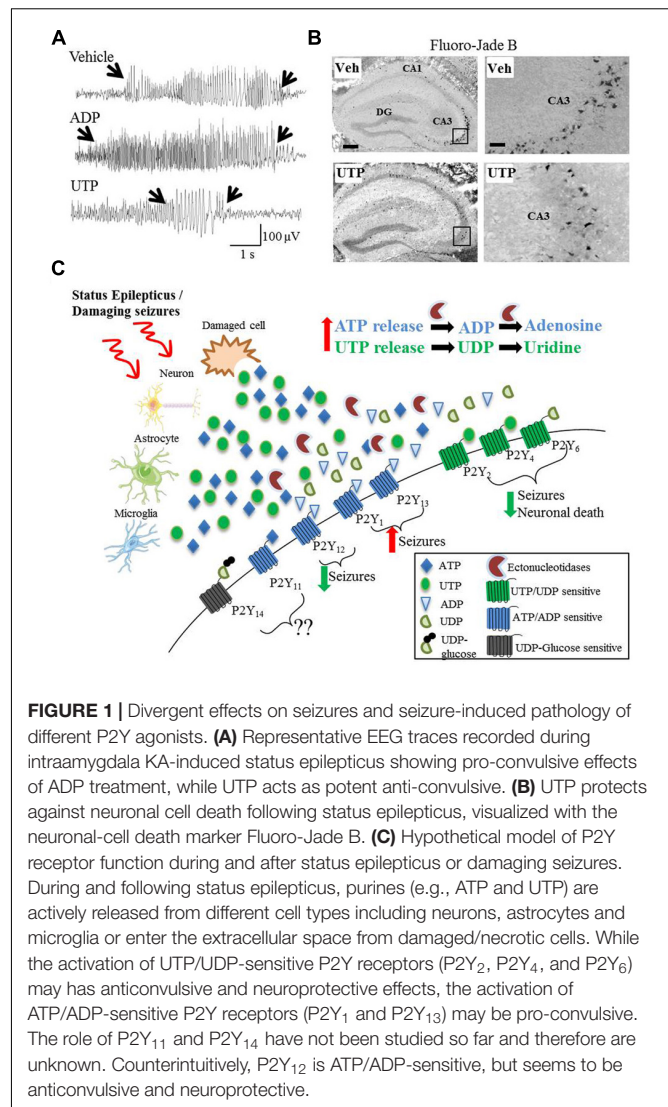 A
Vehicle
ADP
UTP
100 µV
1 s
B
Fluoro-Jade B
Veh
CA1
DG
CA3
Veh
CA3
UTP
UTP
CA3
C
Status Epilepticus /
Damaging seizures
Damaged cell
Neuron
Astrocyte
Microglia
ATP release
ADP
Adenosine
UTP release
UDP
Uridine
P2Y2
P2Y4
P2Y6
Seizures
Neuronal death
P2Y13
P2Y1
Seizures
P2Y12
Seizures
P2Y11
P2Y14
??
ATP
UTP
ADP
UDP
UDP-
glucose
Ectonucleotidases
UTP/UDP sensitive
ATP/ADP sensitive
UDP-Glucose sensitive
FIGURE 1 | Divergent effects on seizures and seizure-induced pathology of
different P2Y agonists. (A) Representative EEG traces recorded during
intraamygdala KA-induced status epilepticus showing pro-convulsive effects
of ADP treatment, while UTP acts as potent anti-convulsive. (B) UTP protects
against neuronal cell death following status epilepticus, visualized with the
neuronal-cell death marker Fluoro-Jade B. (C) Hypothetical model of P2Y
receptor function during and after status epilepticus or damaging seizures.
During and following status epilepticus, purines (e.g., ATP and UTP) are
actively released from different cell types including neurons, astrocytes and
microglia or enter the extracellular space from damaged/necrotic cells. While
the activation of UTP/UDP-sensitive P2Y receptors (P2Y2, P2Y4, and P2Y6)
may has anticonvulsive and neuroprotective effects, the activation of
ATP/ADP-sensitive P2Y receptors (P2Y1 and P2Y13) may be pro-convulsive.
The role of P2Y11 and P2Y14 have not been studied so far and therefore are
unknown. Counterintuitively, P2Y12 is ATP/ADP-sensitive, but seems to be
anticonvulsive and neuroprotective.